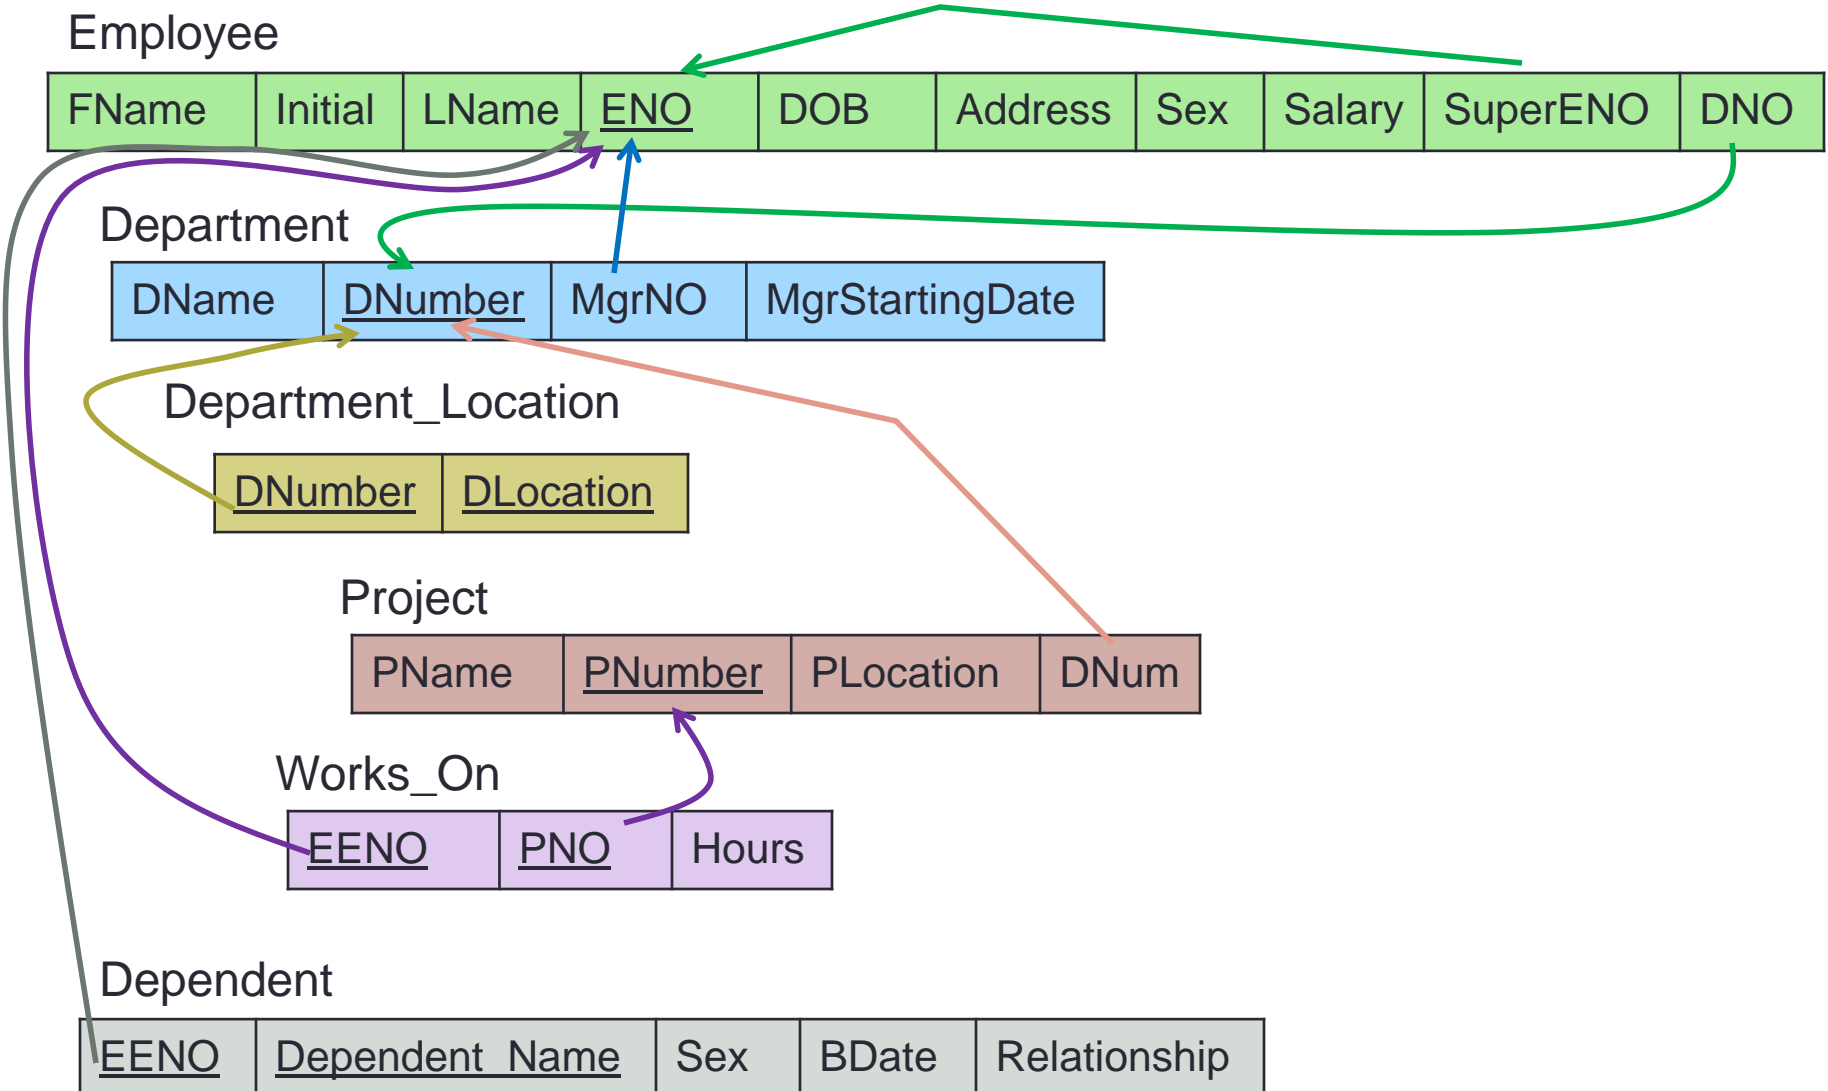 Employee
FName Initial LName ENO DOB Address Sex Salary SuperENO DNO
Department
DName DNumber MgrNO MgrStartingDate
Department_Location
DNumber DLocation
Project
PName PNumber PLocation DNum
Works_On
EENO PNO Hours
Dependent
EENO Dependent_Name Sex BDate Relationship